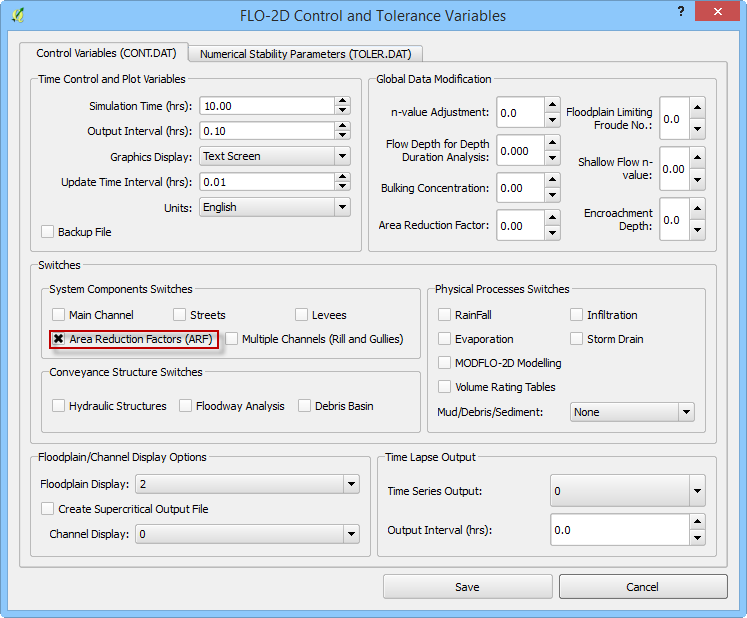 FLO-2D Control and Tolerance Variables
?
Control Variables (CONT.DAT)
Numerical Stability Parameters (TOLER.DAT)
Time Control and Plot Variables
Simulation Time (hrs): 10.00
Output Interval (hrs): 0.10
Graphics Display: Text Screen
Update Time Interval (hrs): 0.01
Units: English
Backup File
Global Data Modification
n-value Adjustment: 0.0
Flow Depth for Depth
Duration Analysis: 0.000
Bulking Concentration: 0.00
Area Reduction Factor: 0.00
Floodplain Limiting
Froude No.: 0.0
Shallow Flow n-
value: 0.00
Encroachment
Depth: 0.0
Switches
System Components Switches
Main Channel
Streets
Levees
Area Reduction Factors (ARF)
Multiple Channels (Rill and Gullies)
Conveyance Structure Switches
Hydraulic Structures
Floodway Analysis
Debris Basin
Physical Processes Switches
RainFall
Infiltration
Evaporation
Storm Drain
MODFLO-2D Modelling
Volume Rating Tables
Mud/Debris/Sediment: None
Floodplain/Channel Display Options
Floodplain Display: 2
Create Supercritical Output File
Channel Display: 0
Time Lapse Output
Time Series Output: 0
Output Interval (hrs): 0.0
Save
Cancel